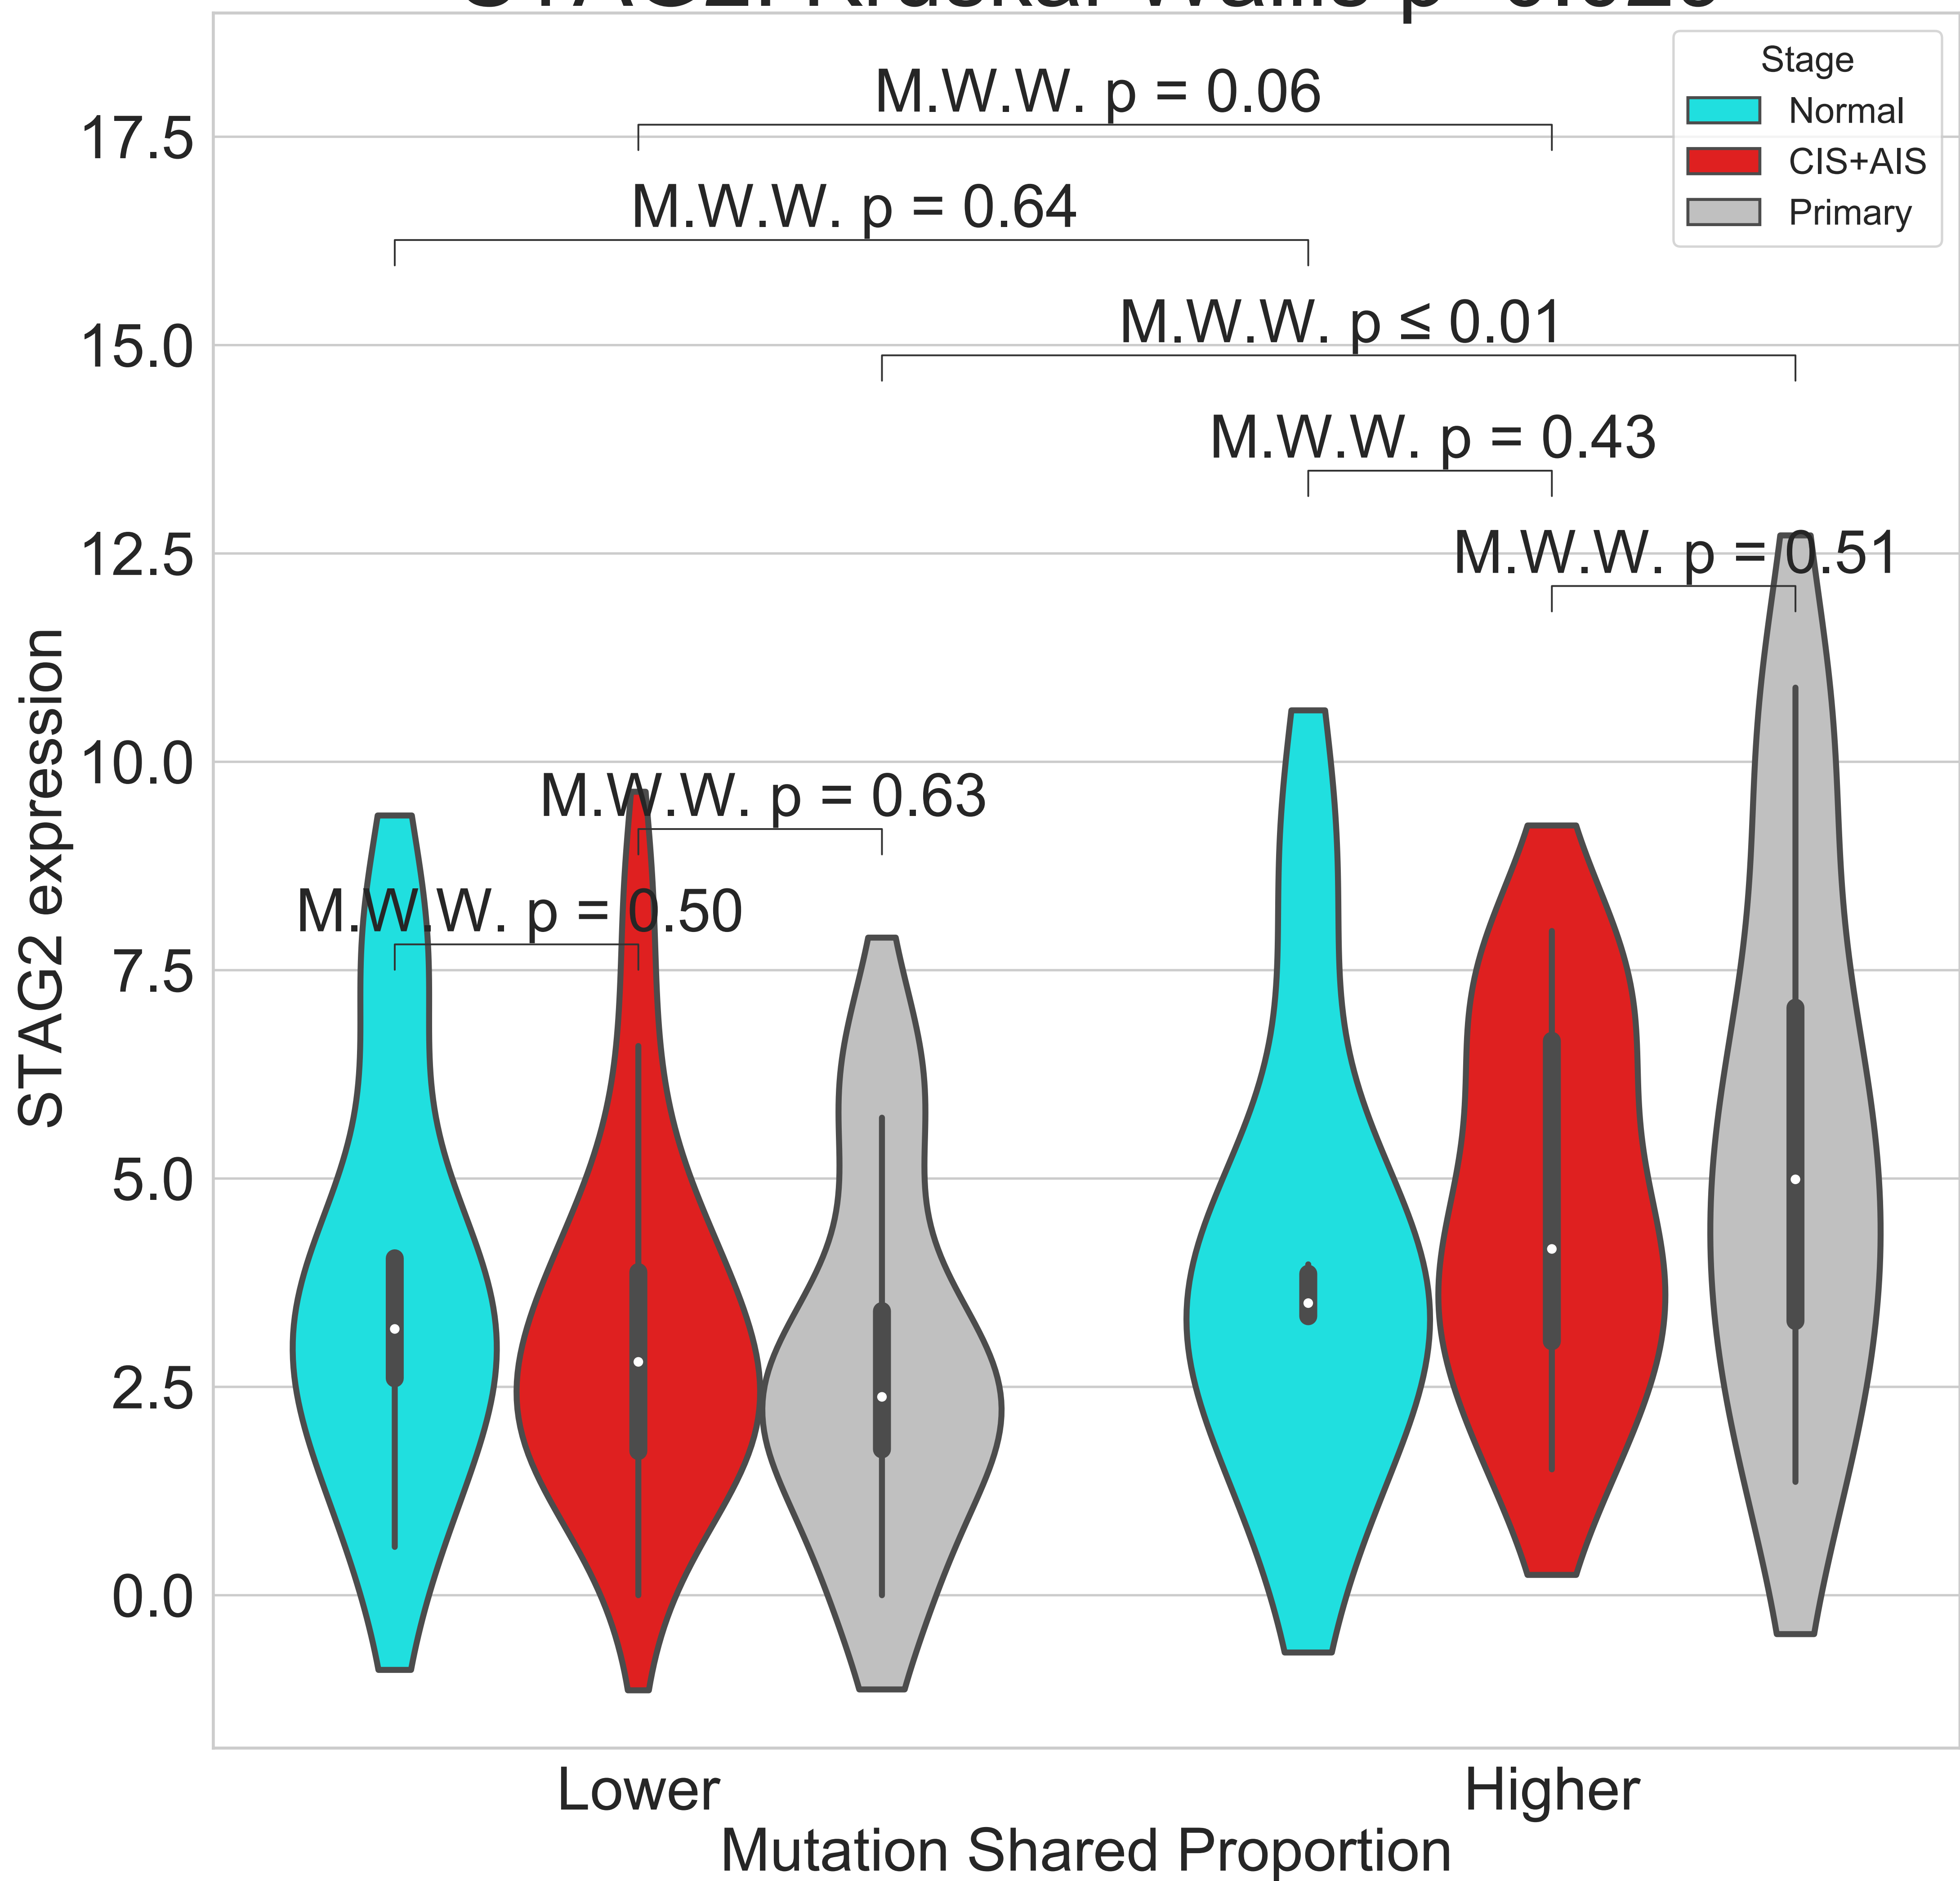 M.W.W. p = 0.06
Stage
Normal
CIS+AIS
Primary
M.W.W. p = 0.64
M.W.W. p ≤ 0.01
M.W.W. p = 0.43
M.W.W. p = 0.51
M.W.W. p = 0.63
M.W.W. p = 0.50
17.5
15.0
12.5
10.0
7.5
5.0
2.5
0.0
STAG2 expression
Lower
Higher
Mutation Shared Proportion